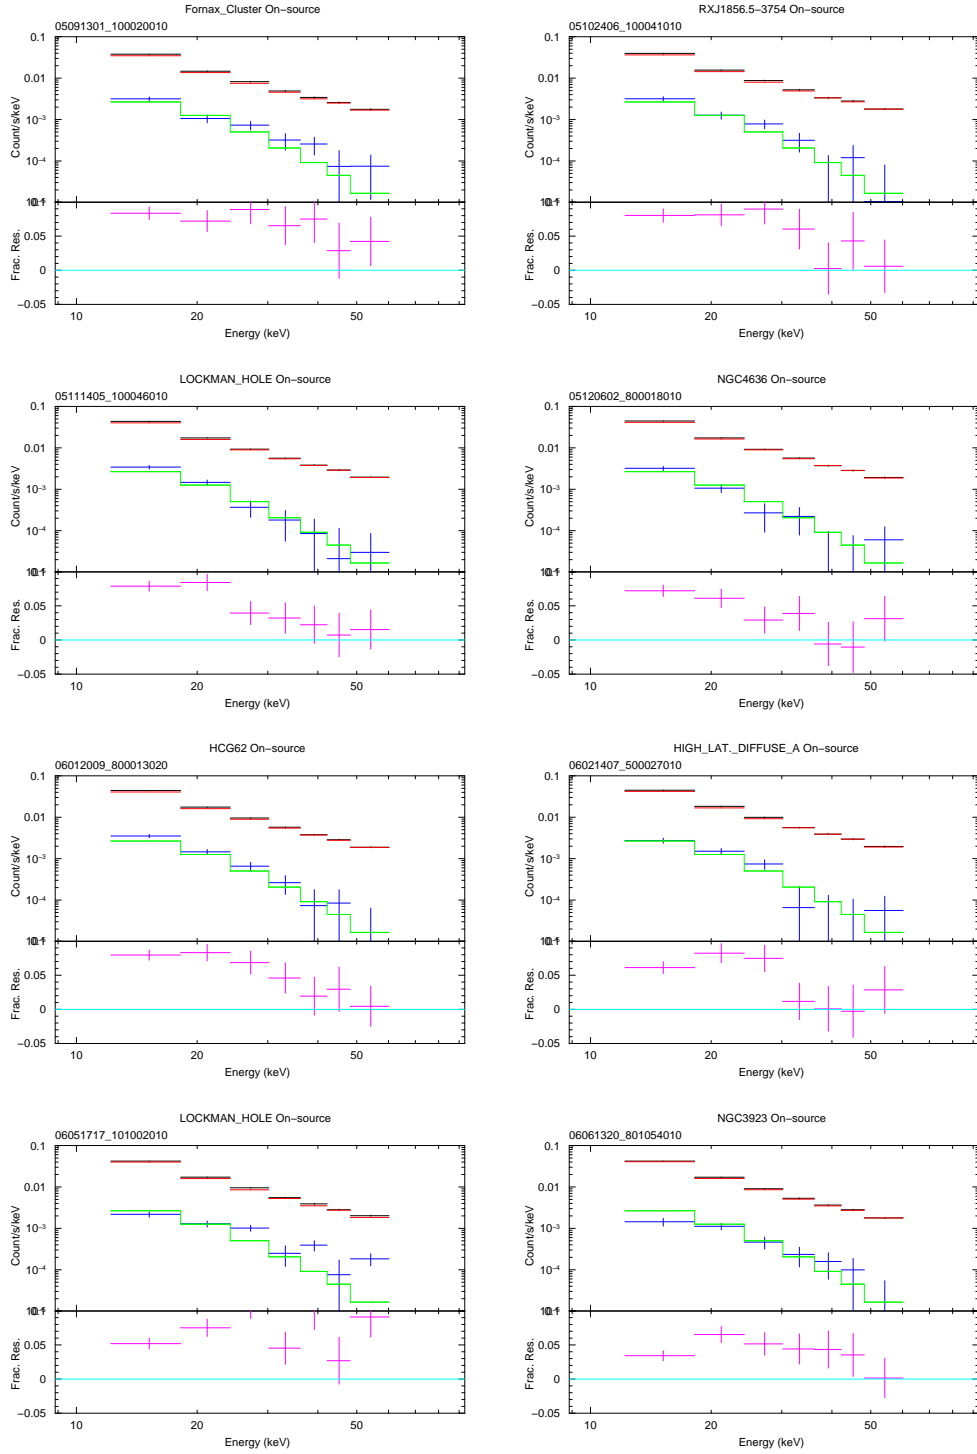 Fornax_Cluster On−source
05091301_100020010
0.1
0.01
10−3
10−4
0.05
0
−0.05
10 20 50
Count/s/keV
Frac. Res.
Energy (keV)
RXJ1856.5−3754 On−source
05102406_100041010
0.1
0.01
10−3
10−4
0.05
0
−0.05
10 20 50
Count/s/keV
Frac. Res.
Energy (keV)
LOCKMAN_HOLE On−source
05111405_100046010
0.1
0.01
10−3
10−4
0.05
0
−0.05
10 20 50
Count/s/keV
Frac. Res.
Energy (keV)
NGC4636 On−source
05120602_800018010
0.1
0.01
10−3
10−4
0.05
0
−0.05
10 20 50
Count/s/keV
Frac. Res.
Energy (keV)
HCG62 On−source
06012009_800013020
0.1
0.01
10−3
10−4
0.05
0
−0.05
10 20 50
Count/s/keV
Frac. Res.
Energy (keV)
HIGH_LAT._DIFFUSE_A On−source
06021407_500027010
0.1
0.01
10−3
10−4
0.05
0
−0.05
10 20 50
Count/s/keV
Frac. Res.
Energy (keV)
LOCKMAN_HOLE On−source
06051717_101002010
0.1
0.01
10−3
10−4
0.05
0
−0.05
10 20 50
Count/s/keV
Frac. Res.
Energy (keV)
NGC3923 On−source
06061320_801054010
0.1
0.01
10−3
10−4
0.05
0
−0.05
10 20 50
Count/s/keV
Frac. Res.
Energy (keV)